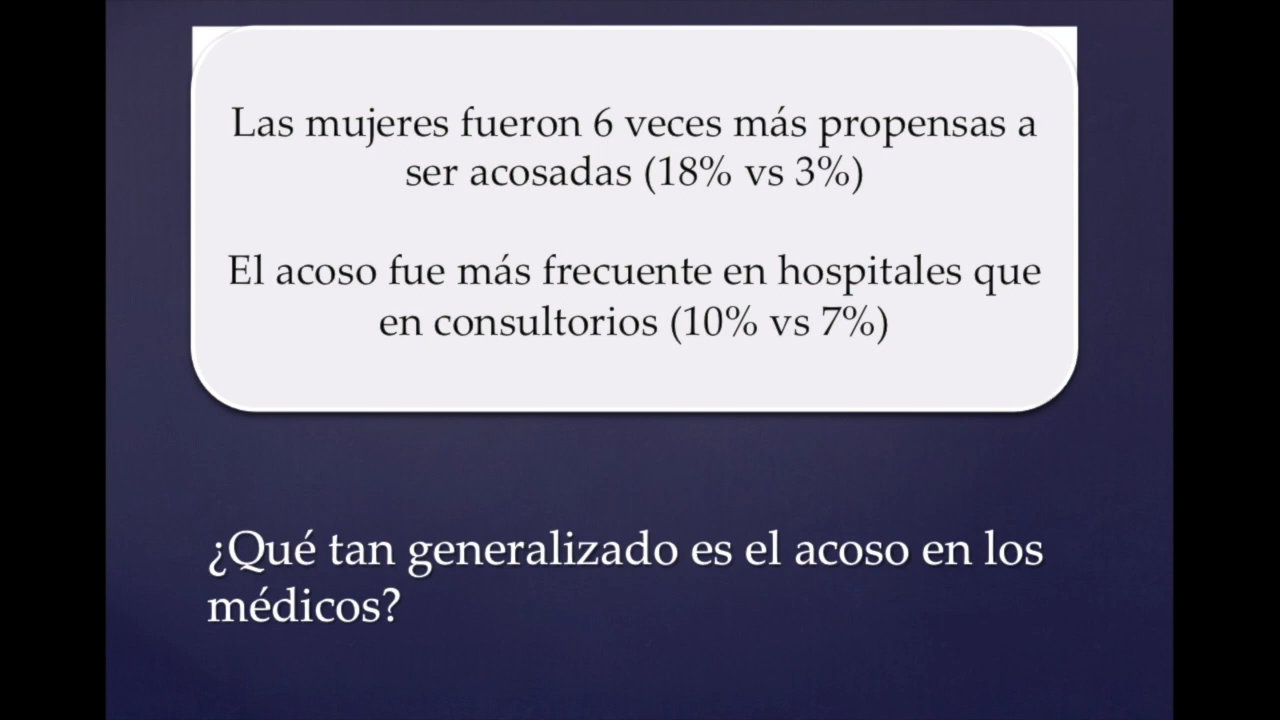 Las mujeres fueron 6 veces más propensas a
ser acosadas (18% vs 3%)
El acoso fue más frecuente en hospitales que
en consultorios (10% vs 7%)
¿Qué tan generalizado es el acoso en los
médicos?